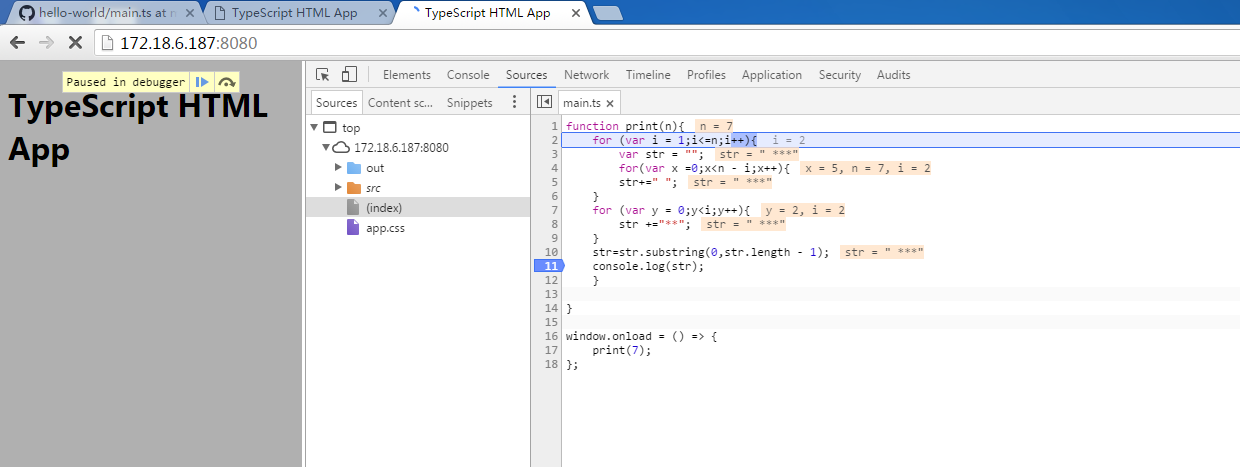 hello-world/main.ts at n
TypeScript HTML App
TypeScript HTML App
172.18.6.187:8080
Paused in debugger
TypeScript HTML
App
Elements Console Sources Network Timeline Profiles Application Security Audits
Sources Content sc... Snippets
main.ts
top
172.18.6.187:8080
out
src
(index)
app.css
1 function print(n){ n = 7
2 for (var i = 1;i<=n;i++){ i = 2
3 var str = ""; str = " ***"
4 for(var x =0;x<n - i;x++){ x = 5, n = 7, i = 2
5 str+=" "; str = " ***"
6 }
7 for (var y = 0;y<i;y++){ y = 2, i = 2
8 str +="**"; str = " ***"
9 }
10 str=str.substring(0,str.length - 1); str = " ***"
11 console.log(str);
12 }
13
14 }
15
16 window.onload = () => {
17 print(7);
18 };